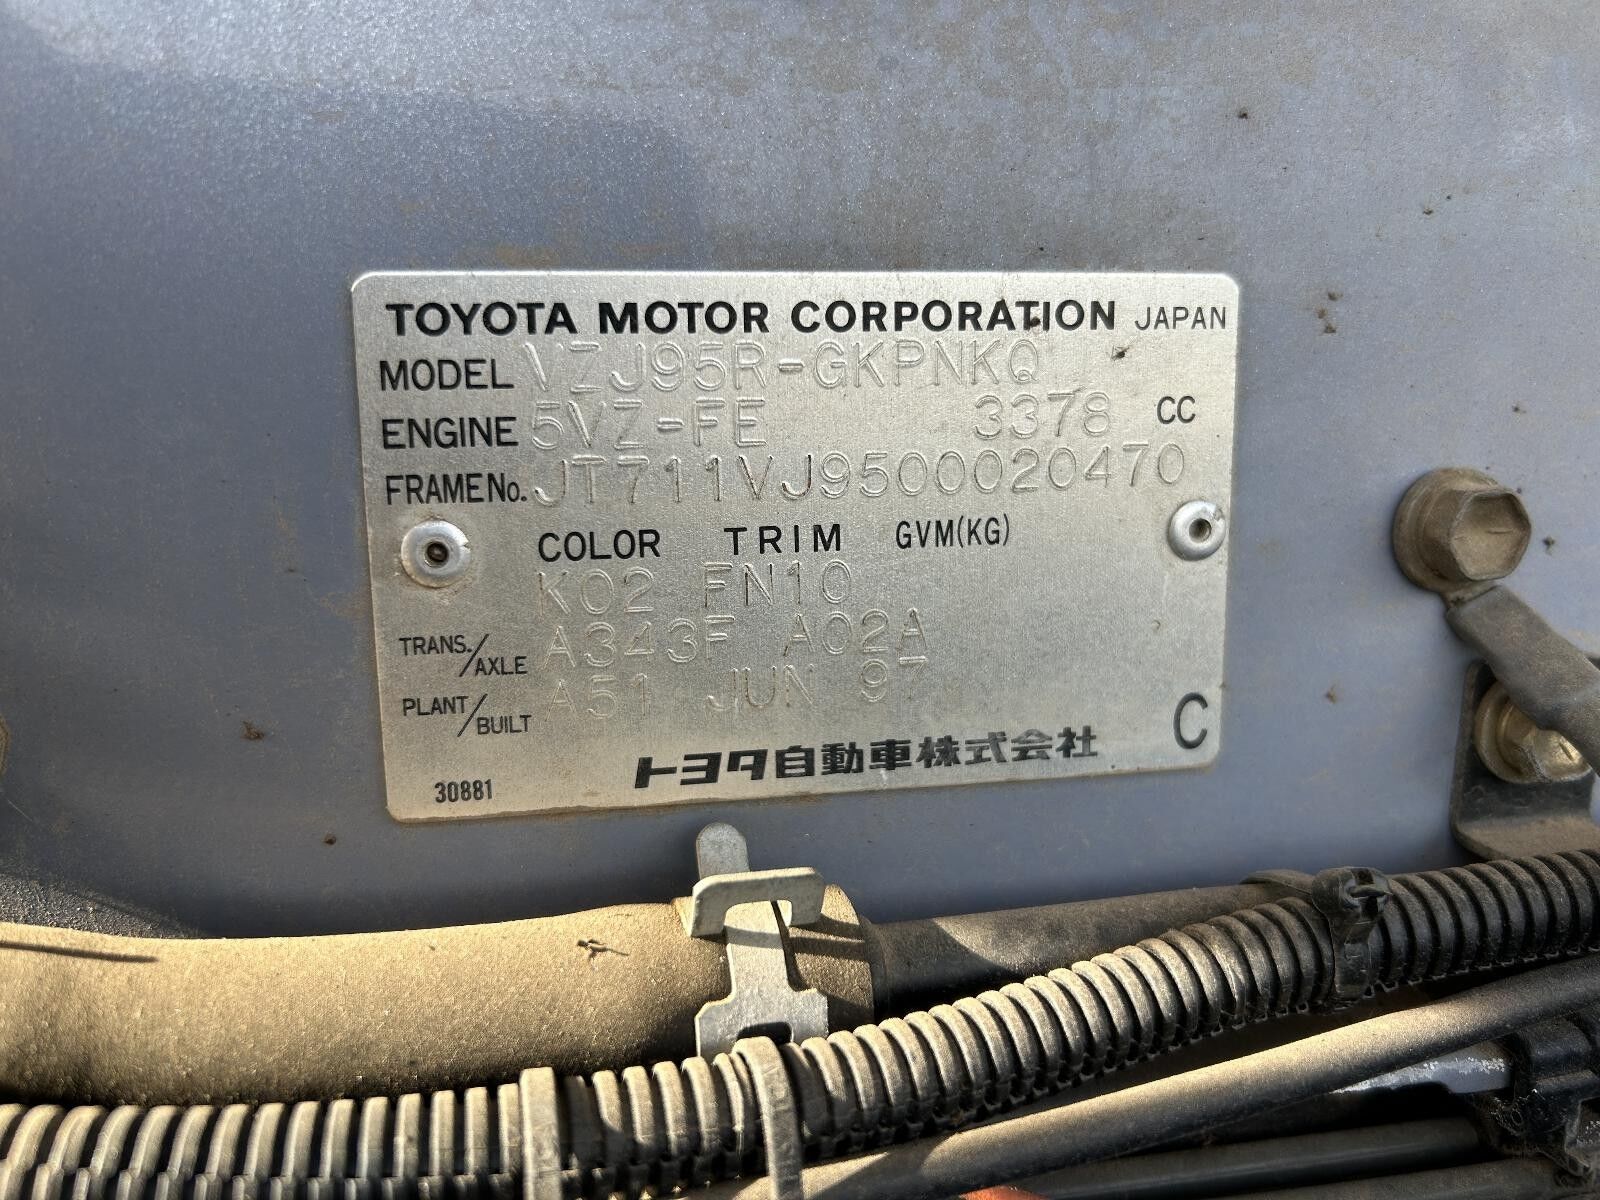 TOYOTA MOTOR CORPORATION JAPAN
MODEL VZJ95R-GKPNKQ
ENGINE 5VZ-FE 3378 CC
FRAME No. JT711VJ9500020470
COLOR TRIM GVM(KG)
K02 FN10
TRANS./AXLE A343F A02A
PLANT/BUILT A51 JUN 97
C
トヨタ自動車株式会社
30881